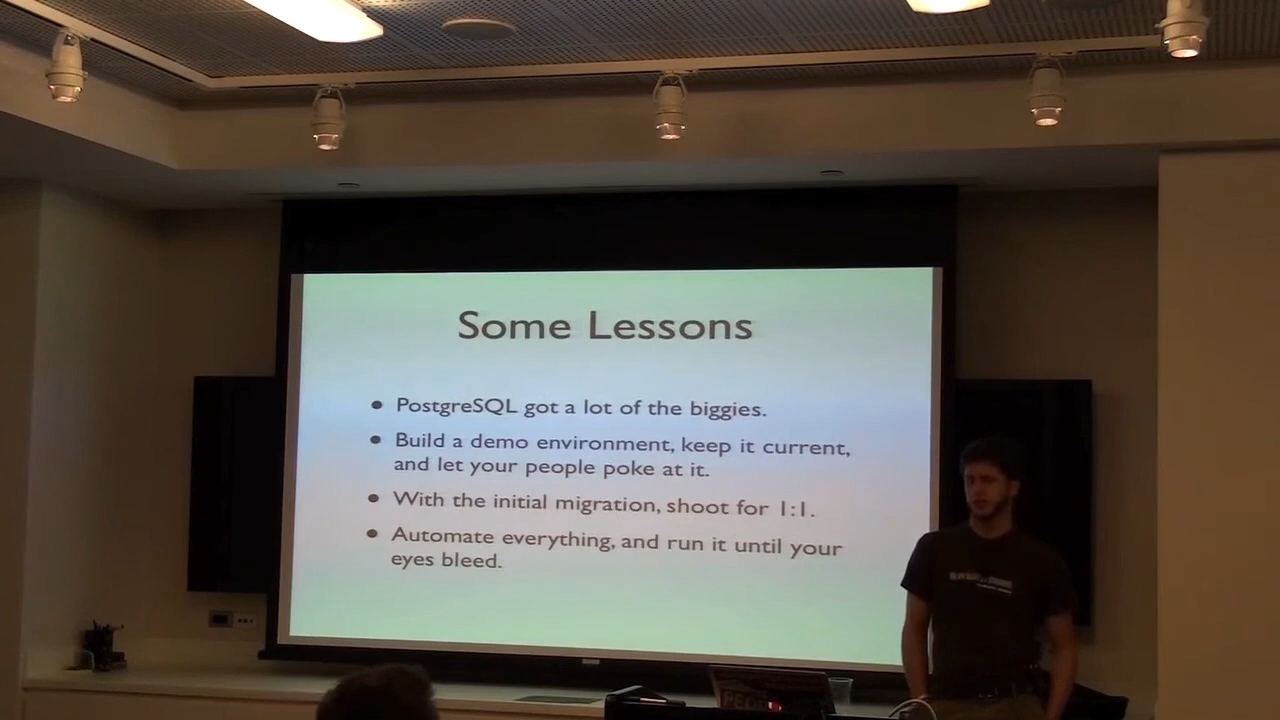 Some Lessons
• PostgreSQL got a lot of the biggies.
• Build a demo environment, keep it current,
and let your people poke at it.
• With the initial migration, shoot for 1:1.
• Automate everything, and run it until your
eyes bleed.